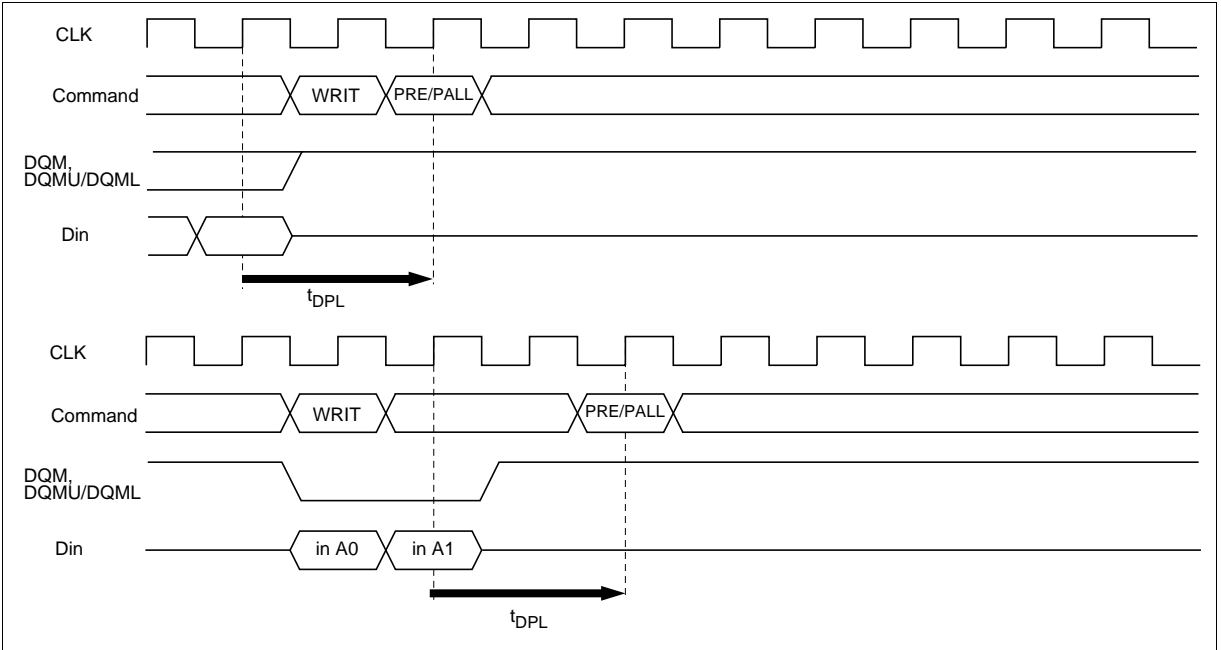 CLK
Command WRIT PRE/PALL
DQM,
DQMU/DQML
Din
tDPL
CLK
Command WRIT PRE/PALL
DQM,
DQMU/DQML
Din in A0 in A1
tDPL